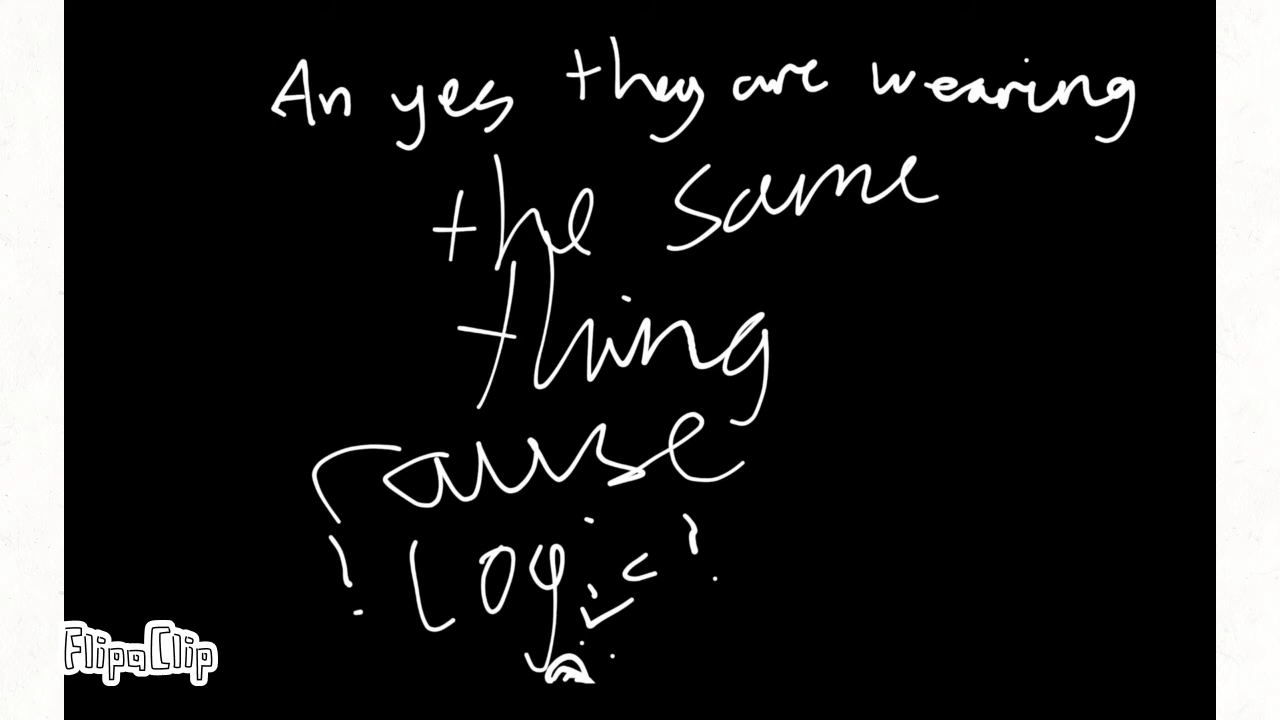 An yes they are wearing
the same
thing
cause
! Logic !
FlipaClip